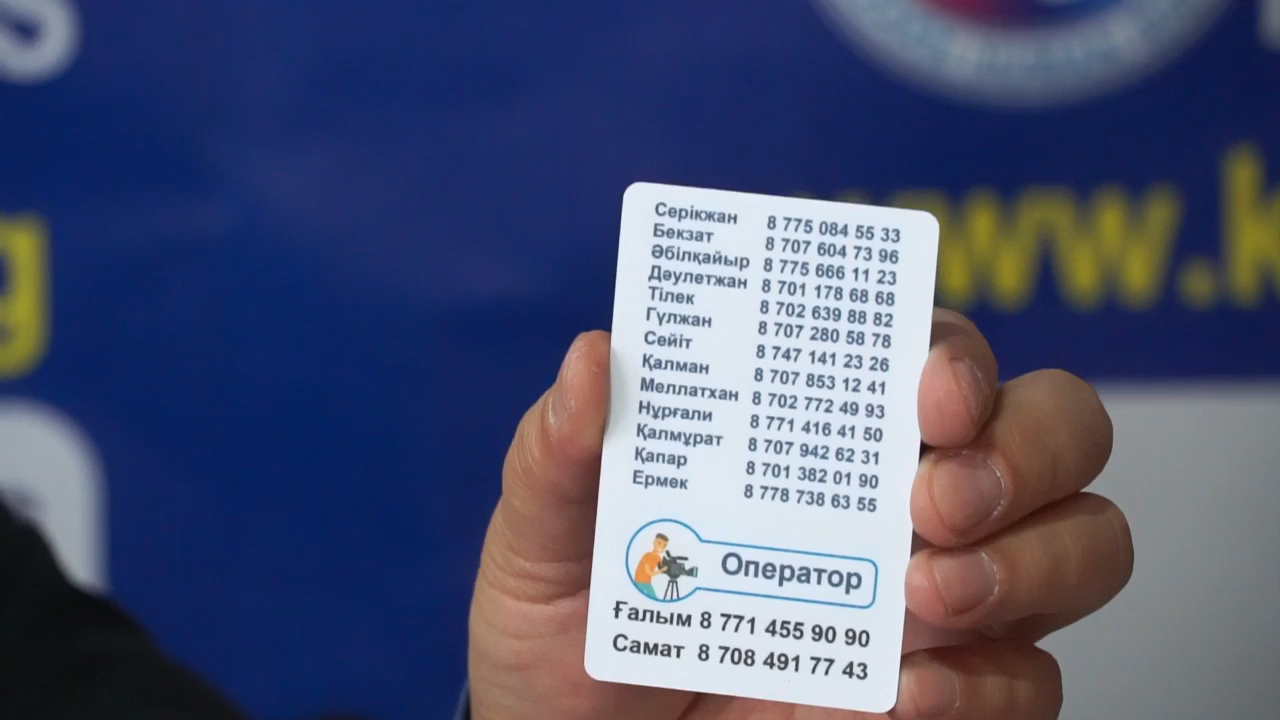 Серікжан 8 775 084 55 33
Бекзат 8 707 604 73 96
Әбілқайыр 8 775 666 11 23
Дәулетжан 8 701 178 68 68
Тілек 8 702 639 88 82
Гүлжан 8 707 280 58 78
Сейіт 8 747 141 23 26
Қалман 8 707 853 12 41
Меллатхан 8 702 772 49 93
Нұрғали 8 771 416 41 50
Қалмұрат 8 707 942 62 31
Қапар 8 701 382 01 90
Ермек 8 778 738 63 55
Оператор
Ғалым 8 771 455 90 90
Самат 8 708 491 77 43
www.k